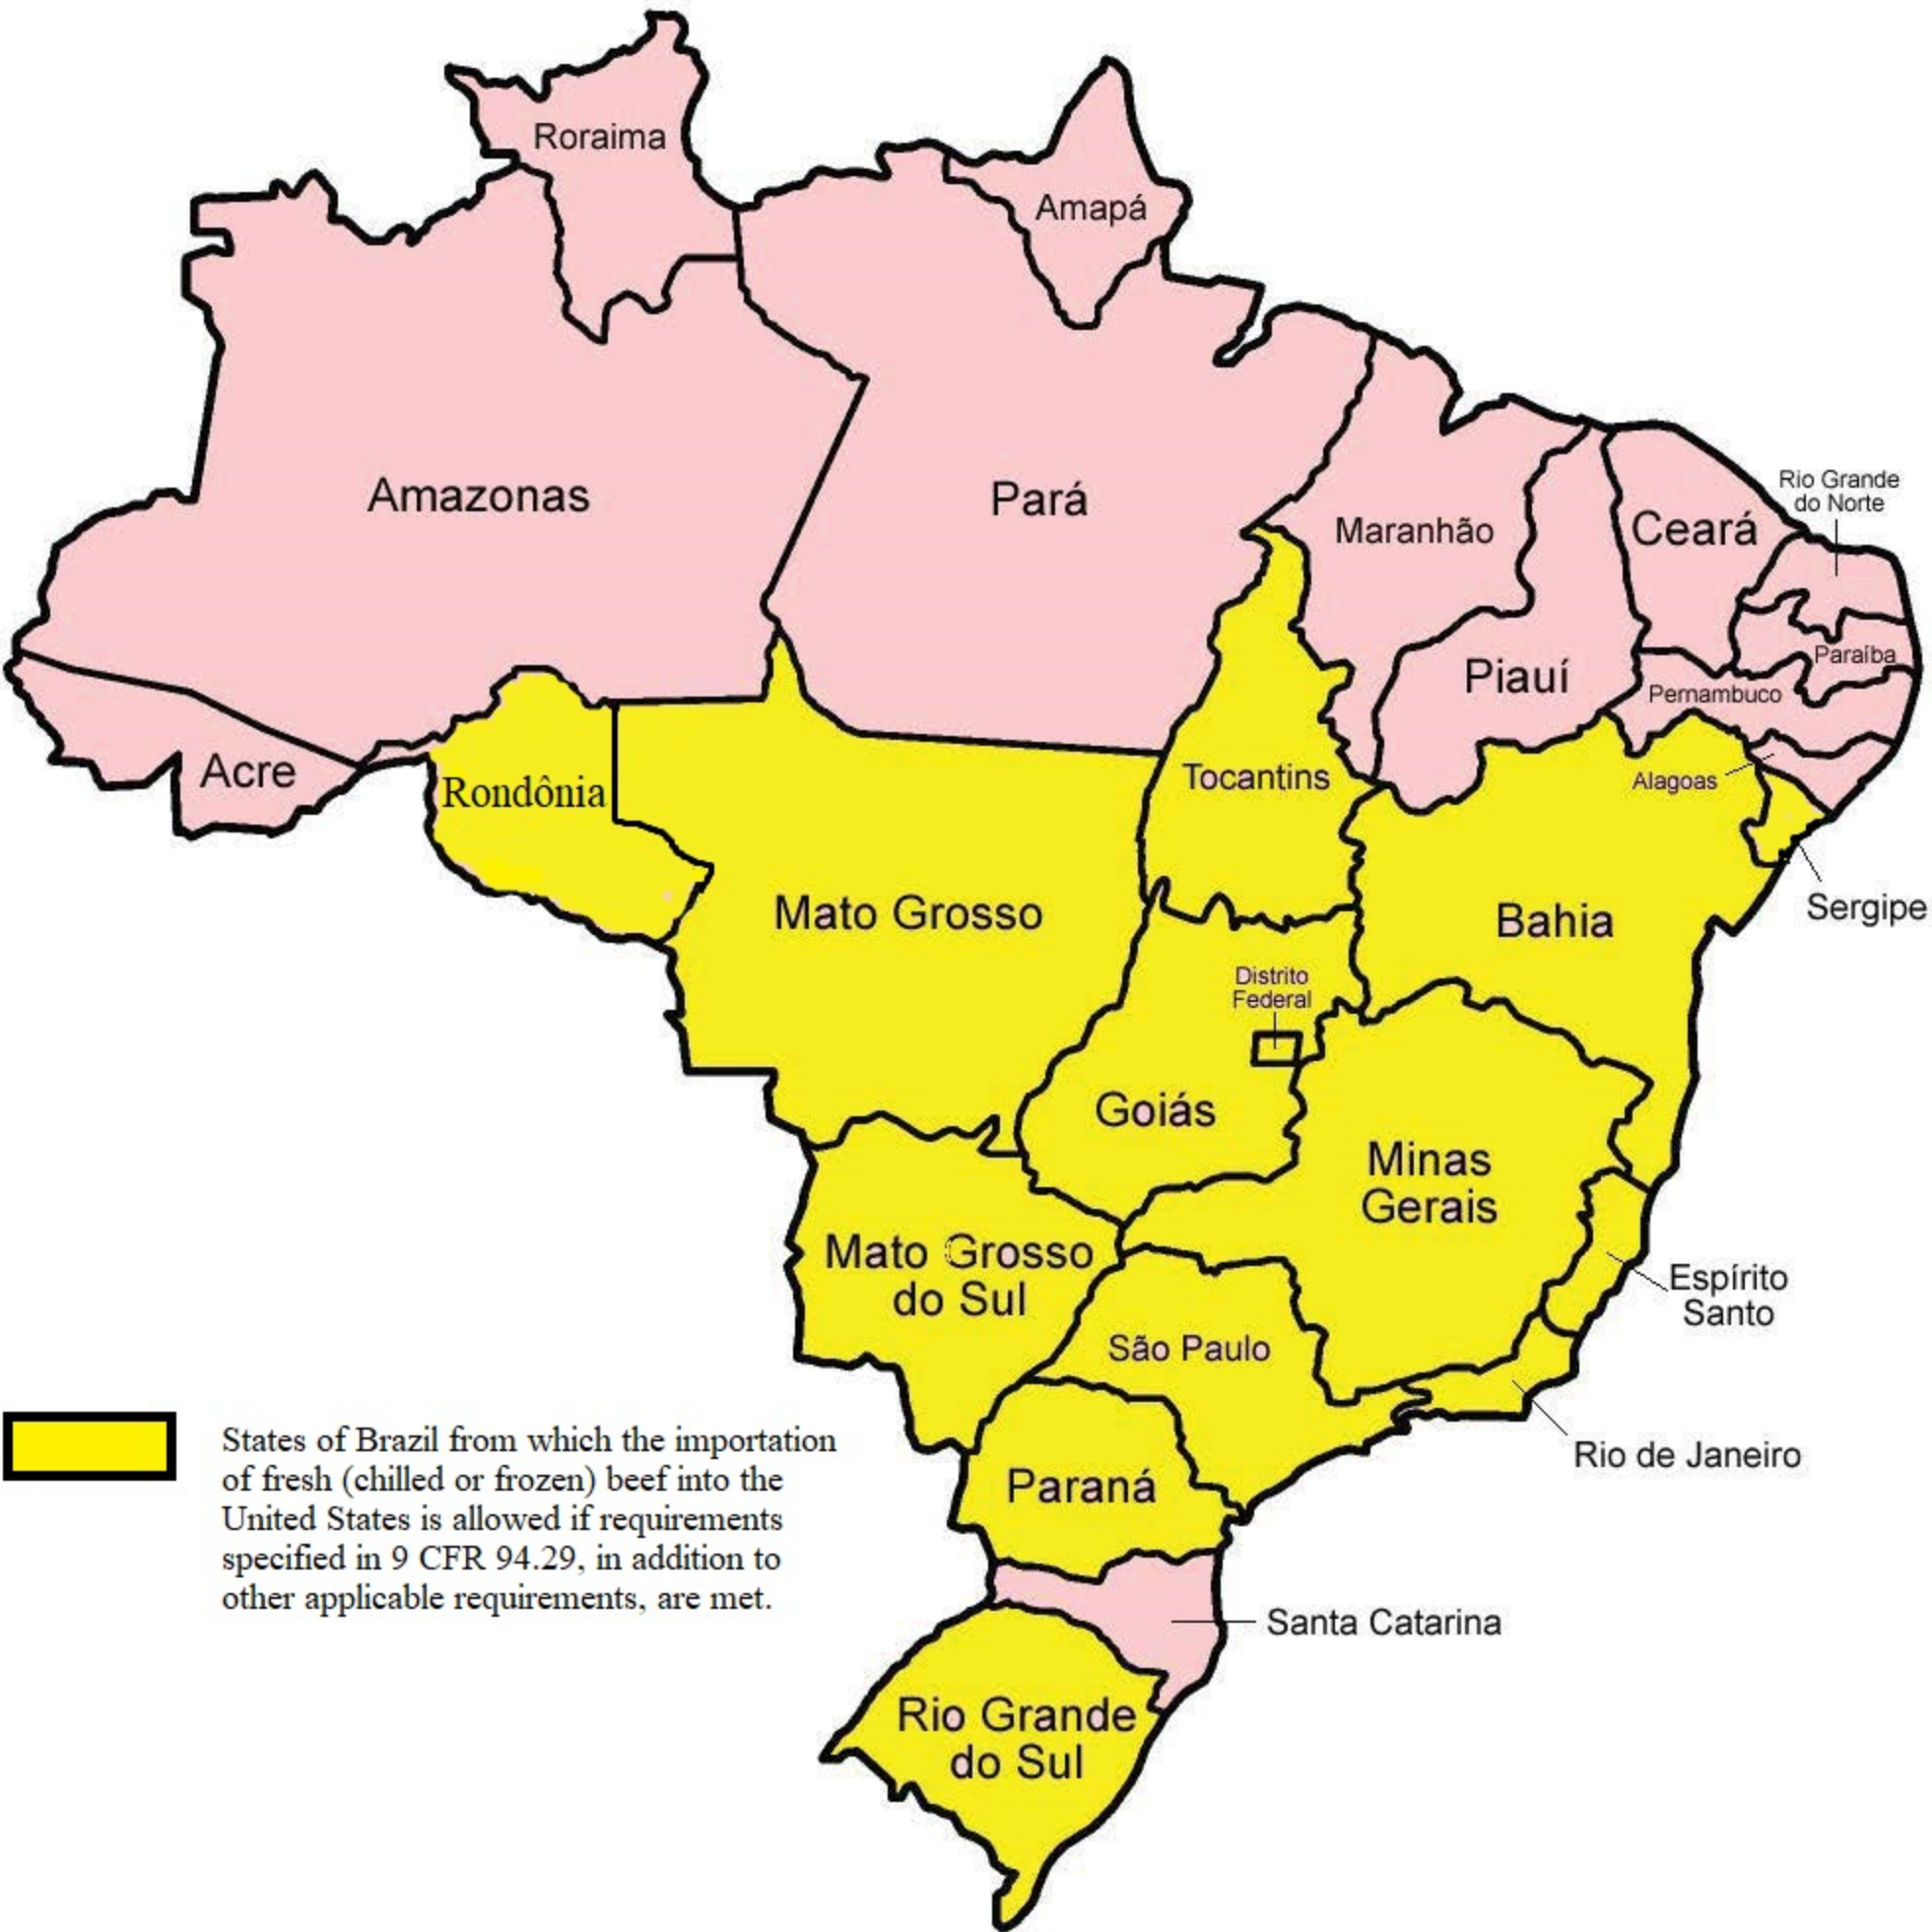 Roraima
Amapá
Amazonas
Pará
Maranhão
Ceará
Rio Grande
do Norte
Piauí
Paraíba
Pernambuco
Alagoas
Acre
Rondônia
Tocantins
Mato Grosso
Bahia
Sergipe
Distrito
Federal
Goiás
Minas
Gerais
Mato Grosso
do Sul
Espírito
Santo
São Paulo
Rio de Janeiro
Paraná
States of Brazil from which the importation
of fresh (chilled or frozen) beef into the
United States is allowed if requirements
specified in 9 CFR 94.29, in addition to
other applicable requirements, are met.
Santa Catarina
Rio Grande
do Sul